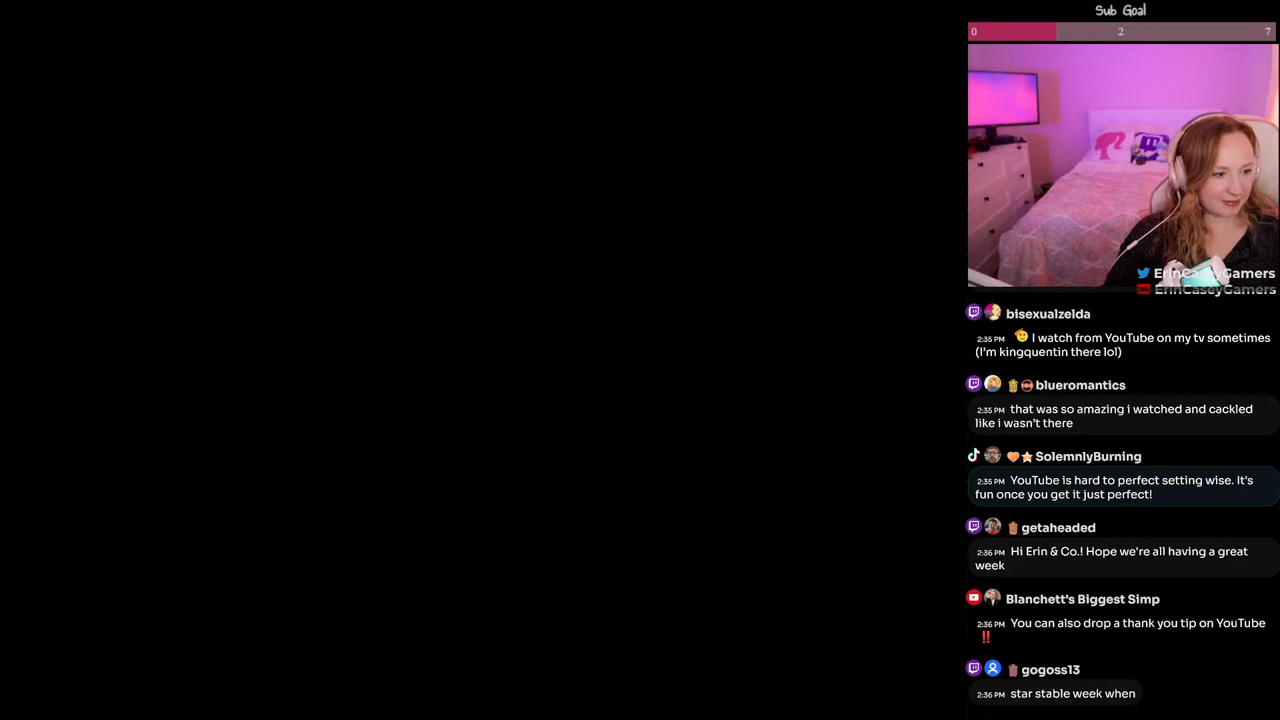 Sub Goal
0 2 7
ErinCaseyGamers
ErinCaseyGamers
bisexualzelda
2:35 PM I watch from YouTube on my tv sometimes
(I'm kingquentin there lol)
blueromantics
2:35 PM that was so amazing i watched and cackled
like i wasn't there
SolemnlyBurning
2:35 PM YouTube is hard to perfect setting wise. It's
fun once you get it just perfect!
getaheaded
2:36 PM Hi Erin & Co.! Hope we're all having a great
week
Blanchett's Biggest Simp
2:36 PM You can also drop a thank you tip on YouTube
‼️
gogoss13
2:36 PM star stable week when